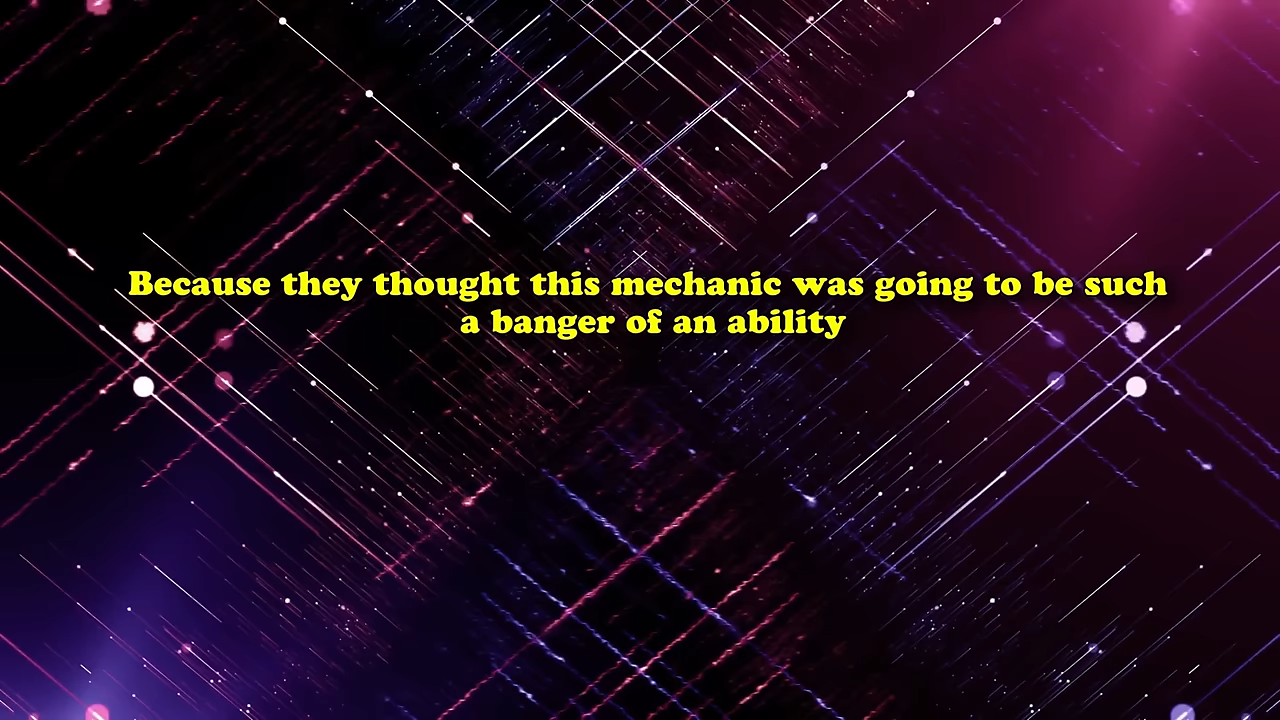 Because they thought this mechanic was going to be such
a banger of an ability